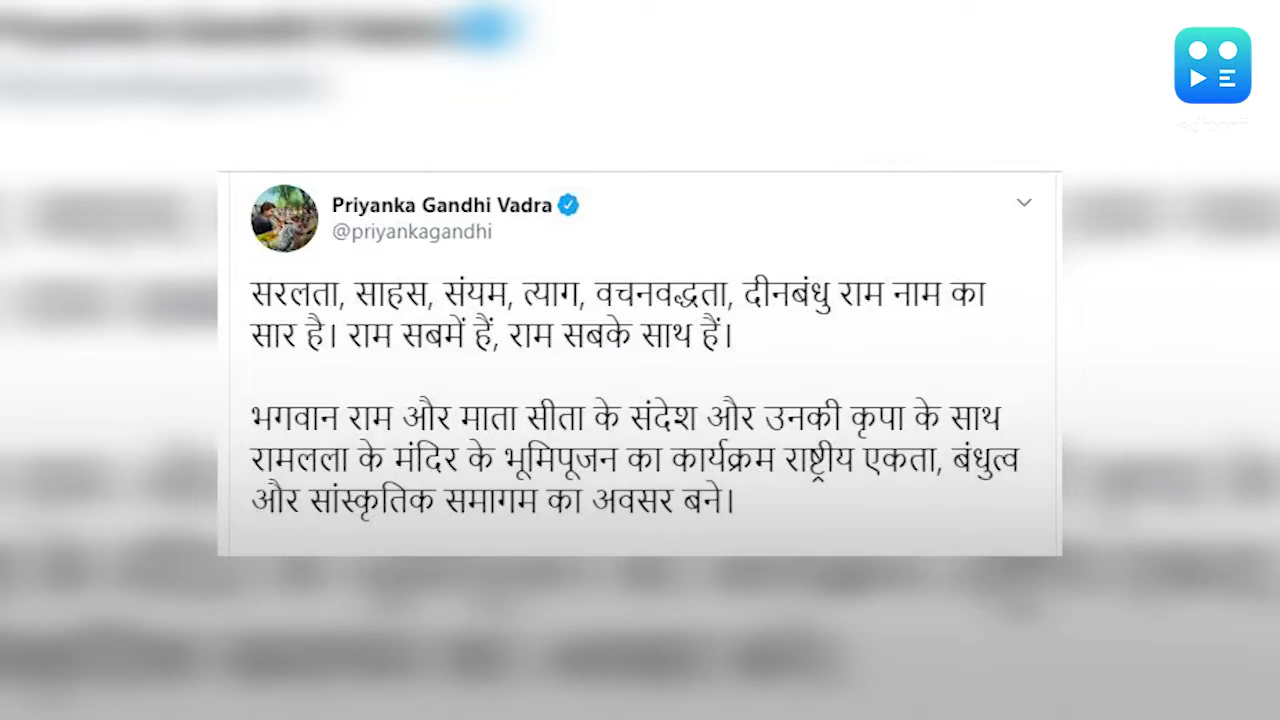 Priyanka Gandhi Vadra
@priyankagandhi
सरलता, साहस, संयम, त्याग, वचनवद्धता, दीनबंधु राम नाम का
सार है। राम सबमें हैं, राम सबके साथ हैं।
भगवान राम और माता सीता के संदेश और उनकी कृपा के साथ
रामलला के मंदिर के भूमिपूजन का कार्यक्रम राष्ट्रीय एकता, बंधुत्व
और सांस्कृतिक समागम का अवसर बने।